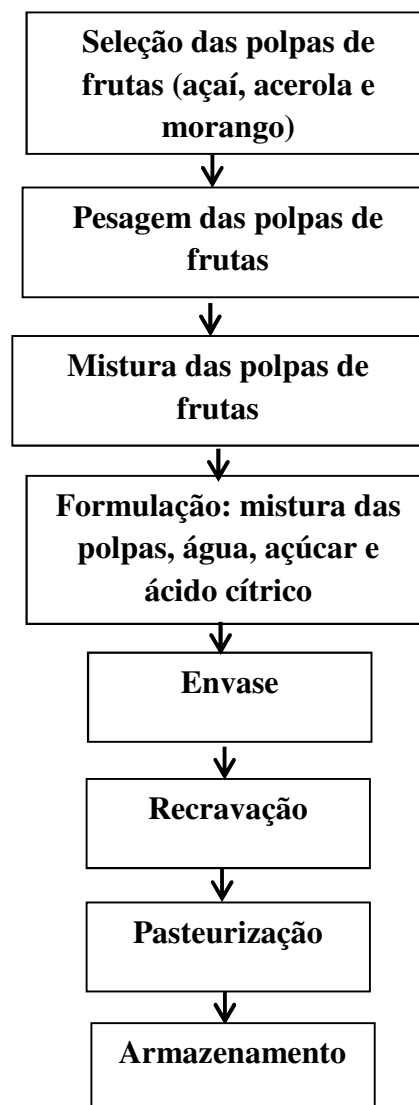 Seleção das polpas de
frutas (açaí, acerola e
morango)
Pesagem das polpas de
frutas
Mistura das polpas de
frutas
Formulação: mistura das
polpas, água, açúcar e
ácido cítrico
Envase
Recravação
Pasteurização
Armazenamento